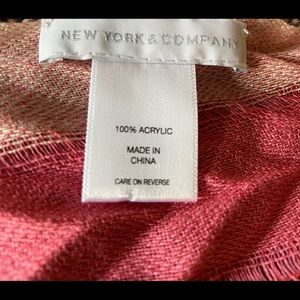 NEW YORK & COMPANY
100% ACRYLIC
MADE IN
CHINA
CARE ON REVERSE